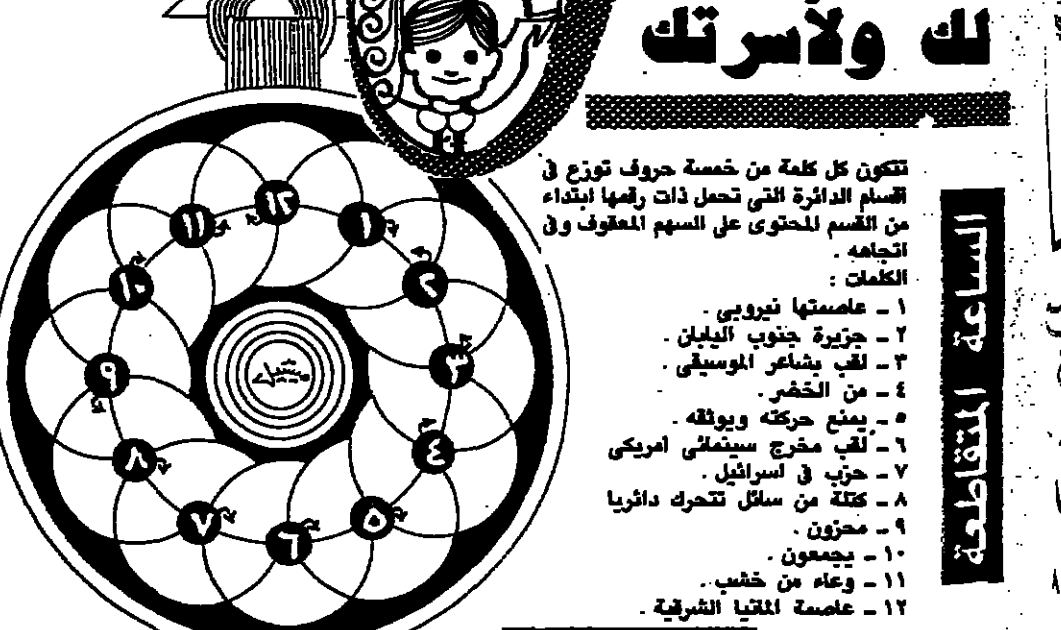 لك ولأسرتك
الساعة المتقاطعة
تتكون كل كلمة من خمسة حروف توزع في
اقسام الدائرة التي تحمل ذات رقمها ابتداء
من القسم المحتوى على السهم المعقوف وفي
اتجاهه .
الكلمات :
١ - عاصمتها نيروبي .
٢ - جزيرة جنوب اليابان .
٣ - لقب بشاعر الموسيقى .
٤ - من الخضر .
٥ - يمنع حركته ويوثقه .
٦ - لقب مخرج سينمائى امريكى
٧ - حزب في اسرائيل .
٨ - كتلة من سائل تتحرك دائريا
٩ - محزون .
١٠ - يجمعون .
١١ - وعاء من خشب .
١٢ - عاصمة المانيا الشرقية .
١٢
١
٢
٣
٤
٥
٦
٧
٨
٩
١٠
١١